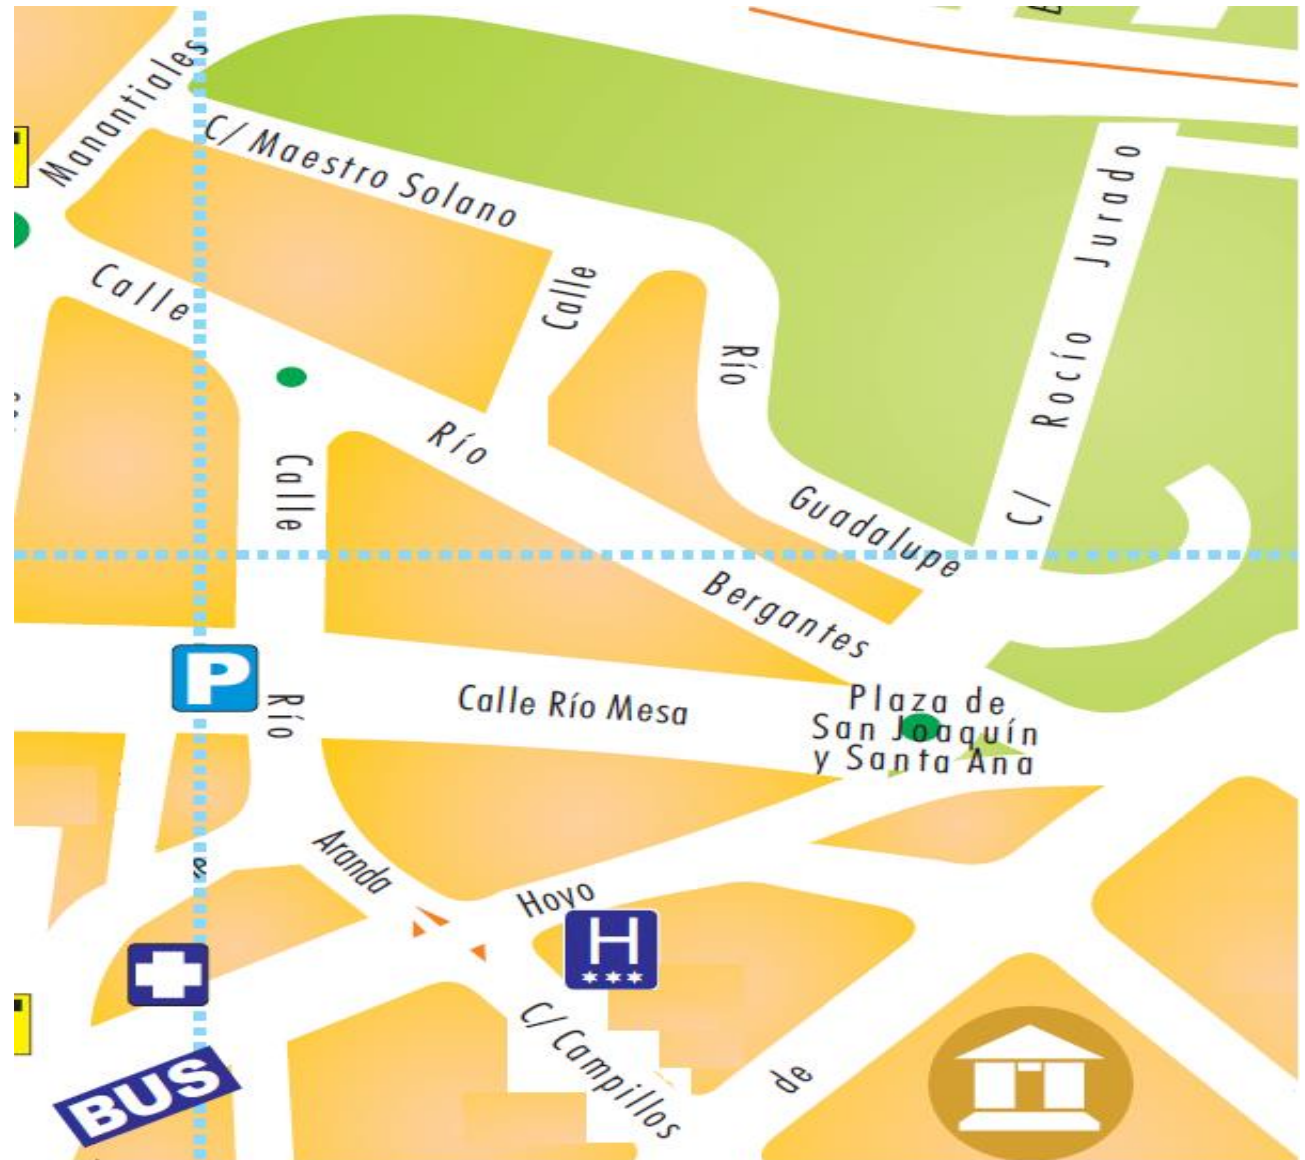 Manantiales
C/ Maestro Solano
Jurado
Calle
Calle
Río
Rocío
Río
Calle
Guadalupe
C/
Bergantes
P
Río
Calle Río Mesa
Plaza de
San Joaquín
y Santa Ana
Aranda
Hoyo
H
C/ Campillos
de
BUS